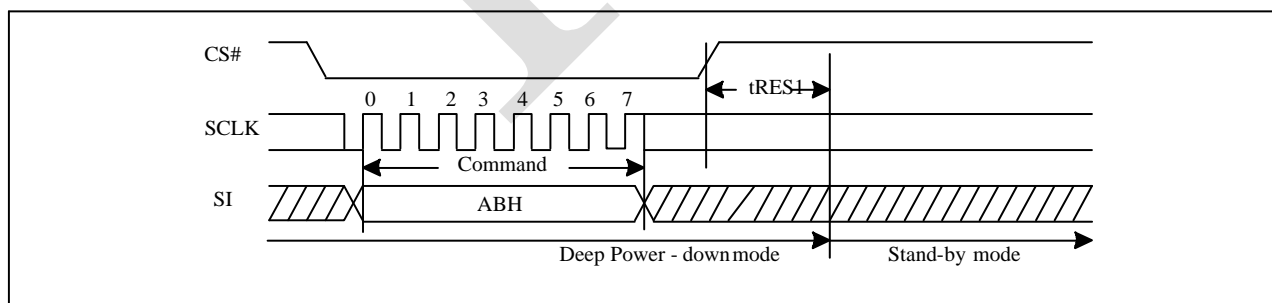 CS#
tRES1
0 1 2 3 4 5 6 7
SCLK
Command
SI
ABH
Deep Power - down mode Stand-by mode